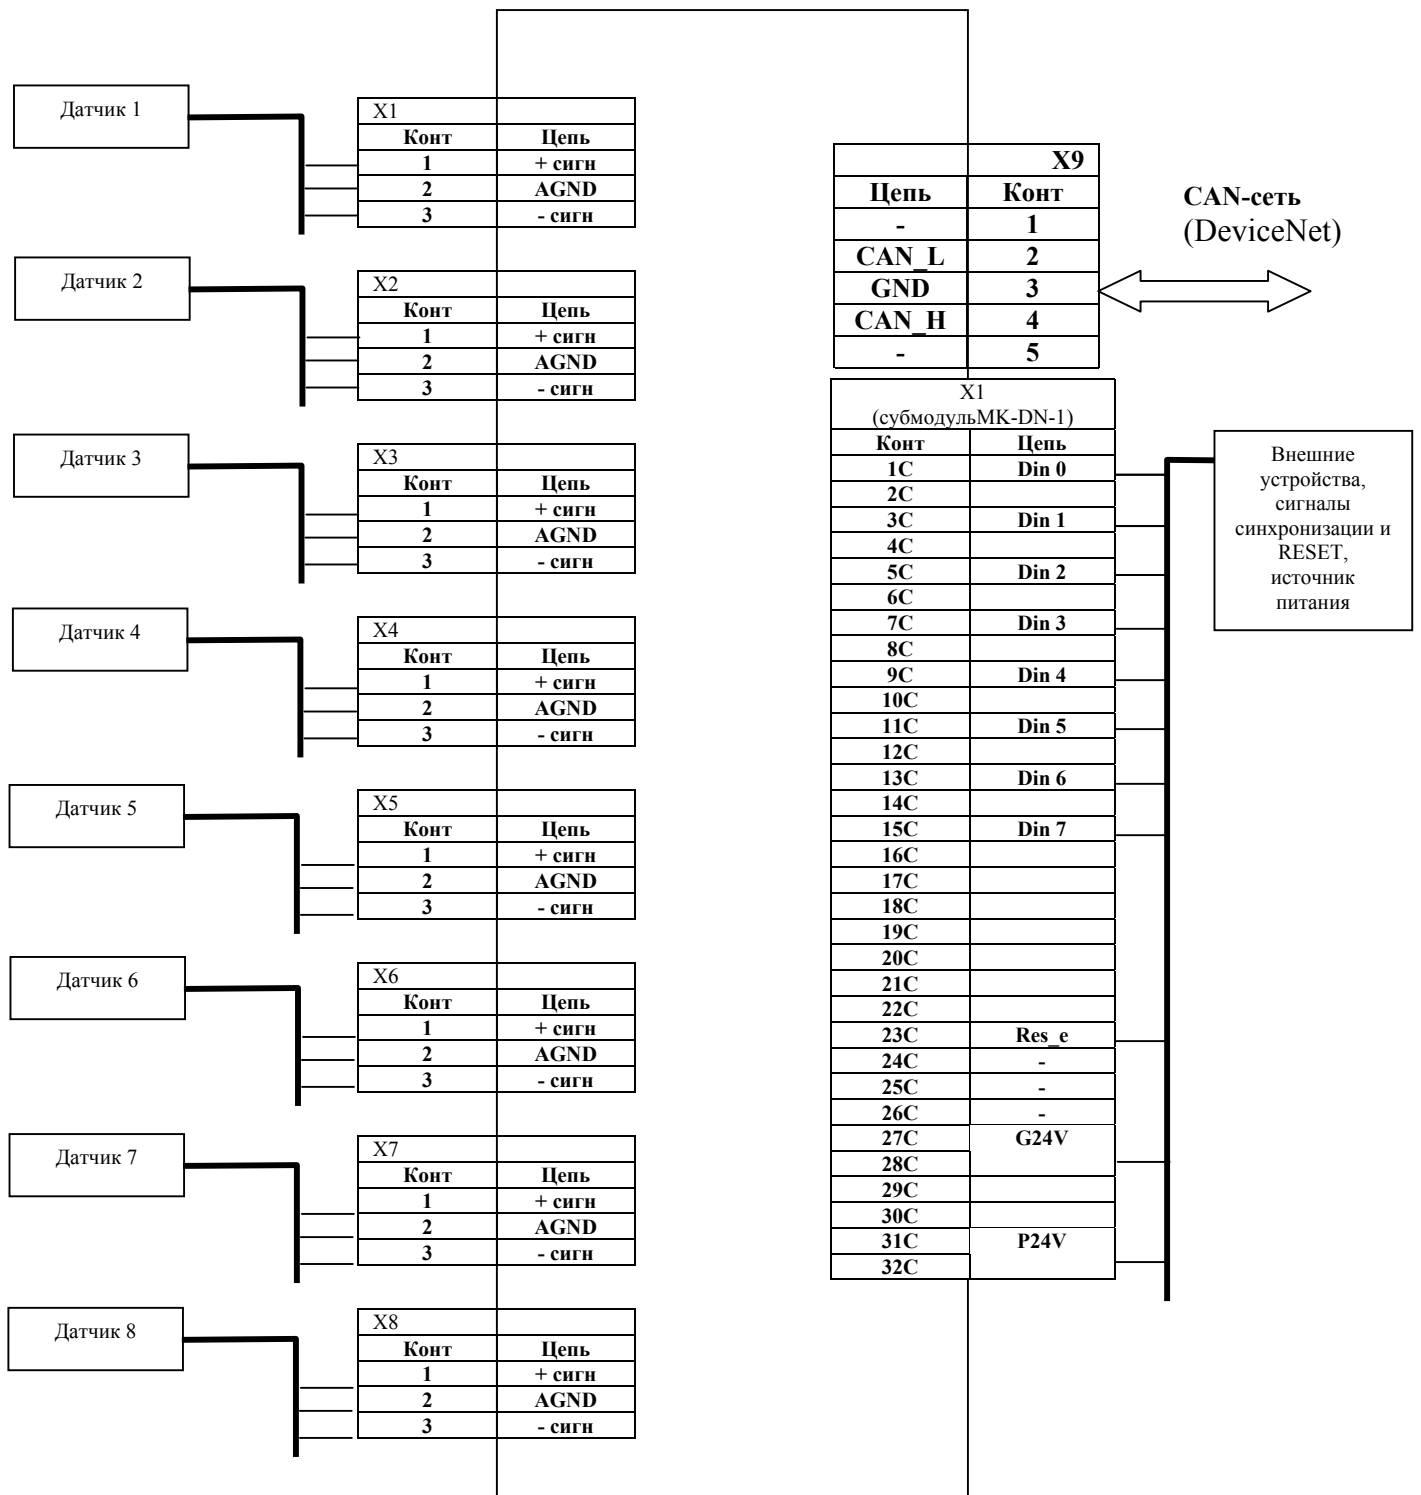 Датчик 1
X1
Конт Цепь
1 + сигн
2 AGND
3 - сигн
Датчик 2
X2
Конт Цепь
1 + сигн
2 AGND
3 - сигн
Датчик 3
X3
Конт Цепь
1 + сигн
2 AGND
3 - сигн
Датчик 4
X4
Конт Цепь
1 + сигн
2 AGND
3 - сигн
Датчик 5
X5
Конт Цепь
1 + сигн
2 AGND
3 - сигн
Датчик 6
X6
Конт Цепь
1 + сигн
2 AGND
3 - сигн
Датчик 7
X7
Конт Цепь
1 + сигн
2 AGND
3 - сигн
Датчик 8
X8
Конт Цепь
1 + сигн
2 AGND
3 - сигн
X9
Цепь Конт
- 1
CAN_L 2
GND 3
CAN_H 4
- 5
CAN-сеть
(DeviceNet)
X1
(субмодульMK-DN-1)
Конт Цепь
1C Din 0
2C
3C Din 1
4C
5C Din 2
6C
7C Din 3
8C
9C Din 4
10C
11C Din 5
12C
13C Din 6
14C
15C Din 7
16C
17C
18C
19C
20C
21C
22C
23C Res_e
24C -
25C -
26C -
27C G24V
28C
29C
30C
31C P24V
32C
Внешние
устройства,
сигналы
синхронизации и
RESET,
источник
питания